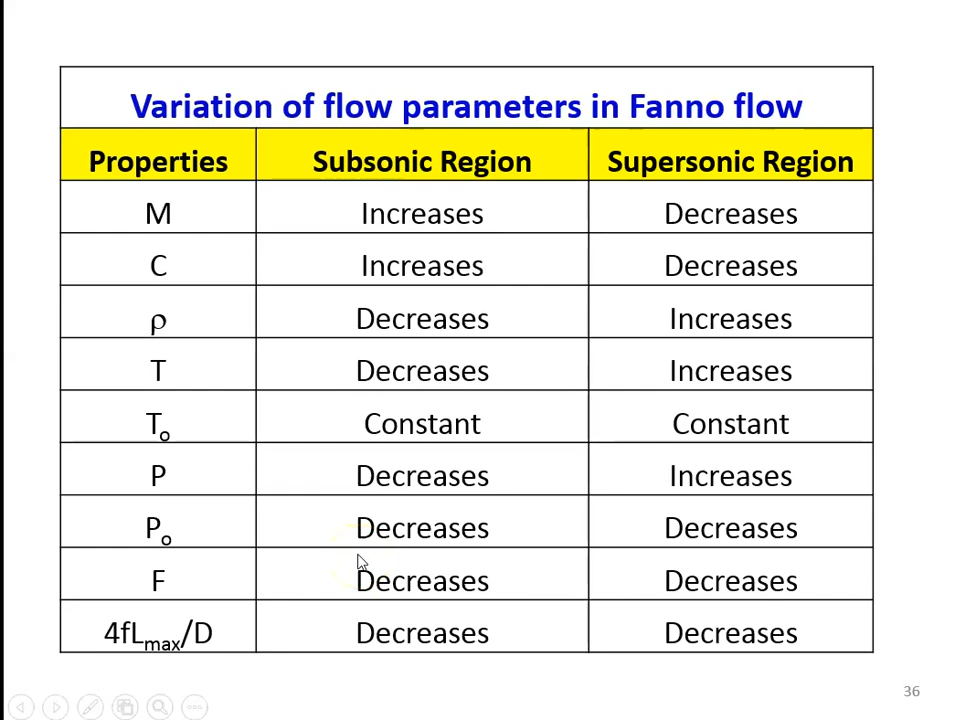 Variation of flow parameters in Fanno flow
Properties Subsonic Region Supersonic Region
M Increases Decreases
C Increases Decreases
ρ Decreases Increases
T Decreases Increases
To Constant Constant
P Decreases Increases
Po Decreases Decreases
F Decreases Decreases
4fLmax/D Decreases Decreases
36